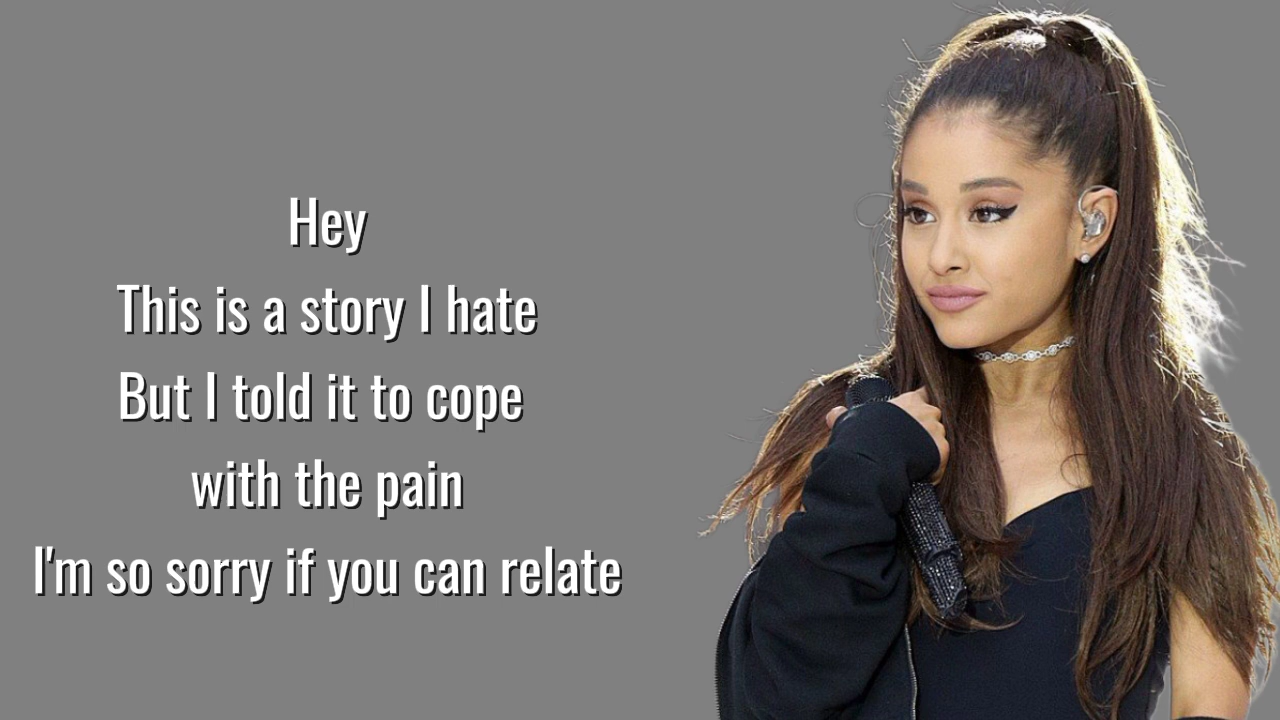 Hey
This is a story I hate
But I told it to cope
with the pain
I'm so sorry if you can relate